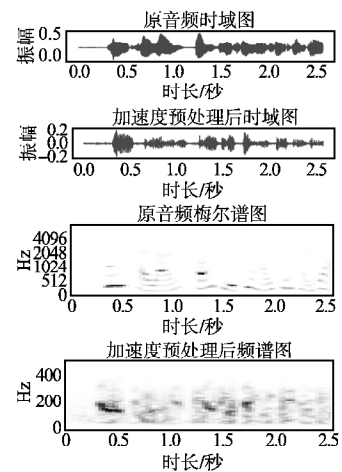 原音频时域图
振幅
0.5
0.0
0.0 0.5 1.0 1.5 2.0 2.5
时长/秒
加速度预处理后时域图
振幅
0.2
0.0
-0.2
0.0 0.5 1.0 1.5 2.0 2.5
时长/秒
原音频梅尔谱图
Hz
4096
2048
1024
512
0
0 0.5 1.0 1.5 2.0 2.5
时长/秒
加速度预处理后频谱图
Hz
400
200
0
0 0.5 1.0 1.5 2.0 2.5
时长/秒